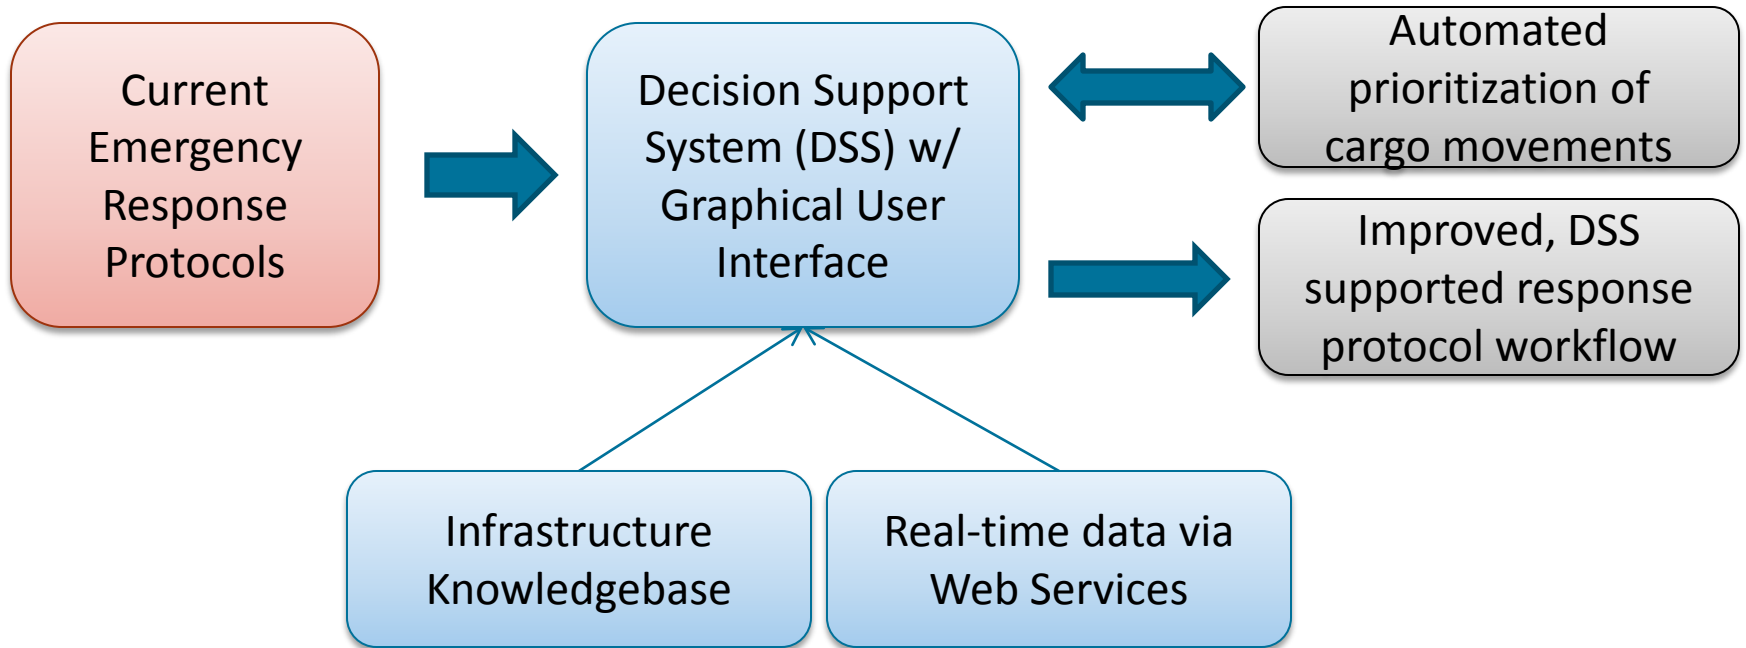 Current
Emergency
Response
Protocols
Decision Support
System (DSS) w/
Graphical User
Interface
Automated
prioritization of
cargo movements
Improved, DSS
supported response
protocol workflow
Infrastructure
Knowledgebase
Real-time data via
Web Services